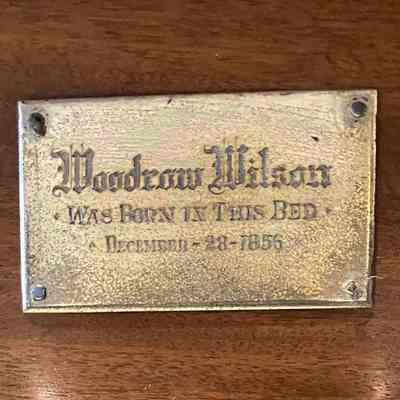 Woodrow Wilson
· Was Born in This Bed ·
· December - 28 - 1856 ·